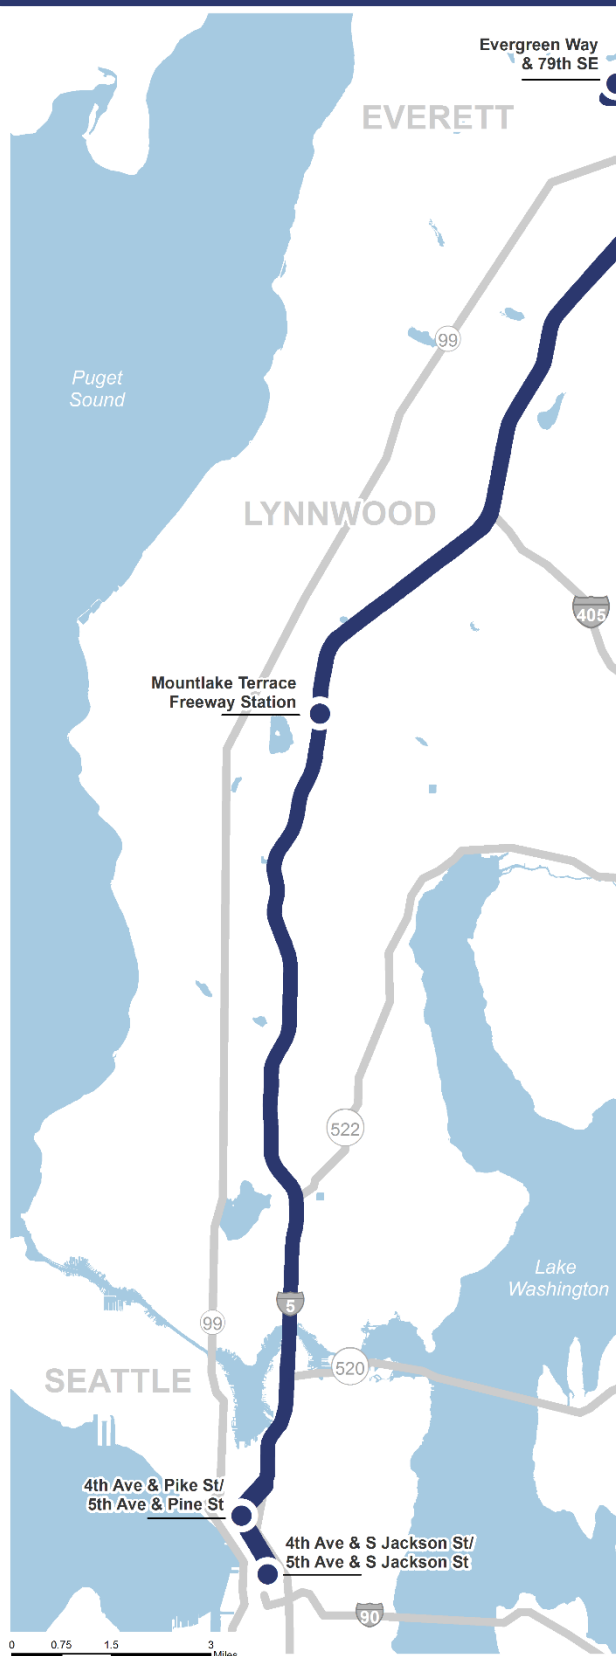 Evergreen Way
& 79th SE
EVERETT
99
Puget
Sound
LYNNWOOD
405
Mountlake Terrace
Freeway Station
522
Lake
Washington
5
99
520
SEATTLE
4th Ave & Pike St/
5th Ave & Pine St
4th Ave & S Jackson St/
5th Ave & S Jackson St
90
0 0.75 1.5 3
Miles